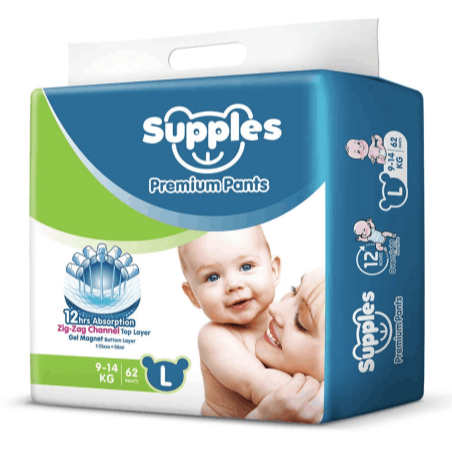 Supples
Premium Pants
12hrs Absorption
Zig-Zag Channel Top Layer
Gel Magnet Bottom Layer
9-14
KG
62
PANTS
L
9-14
KG
62
L
12
Supples
Premium Pants